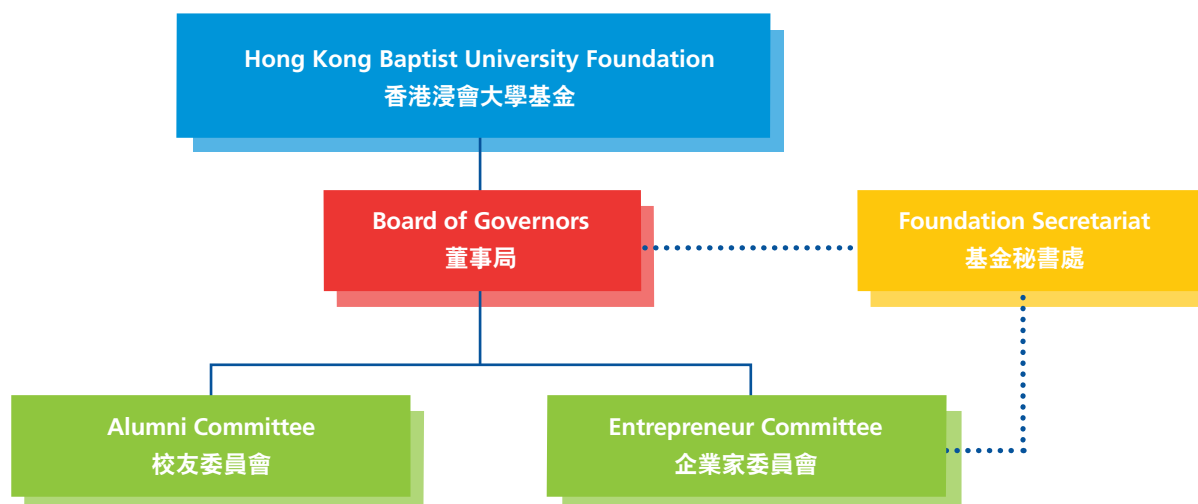 Hong Kong Baptist University Foundation
香港浸會大學基金
Board of Governors
董事局
Foundation Secretariat
基金秘書處
Alumni Committee
校友委員會
Entrepreneur Committee
企業家委員會